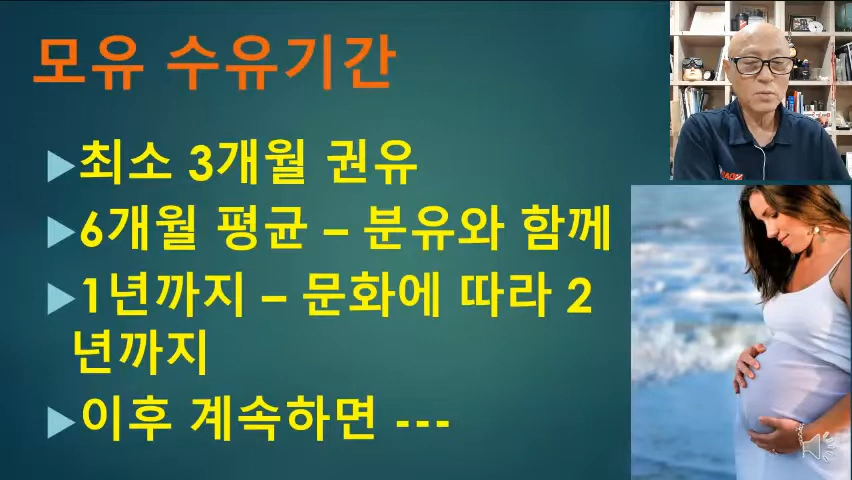 모유 수유기간
▶최소 3개월 권유
▶6개월 평균 – 분유와 함께
▶1년까지 – 문화에 따라 2
년까지
▶이후 계속하면 ---